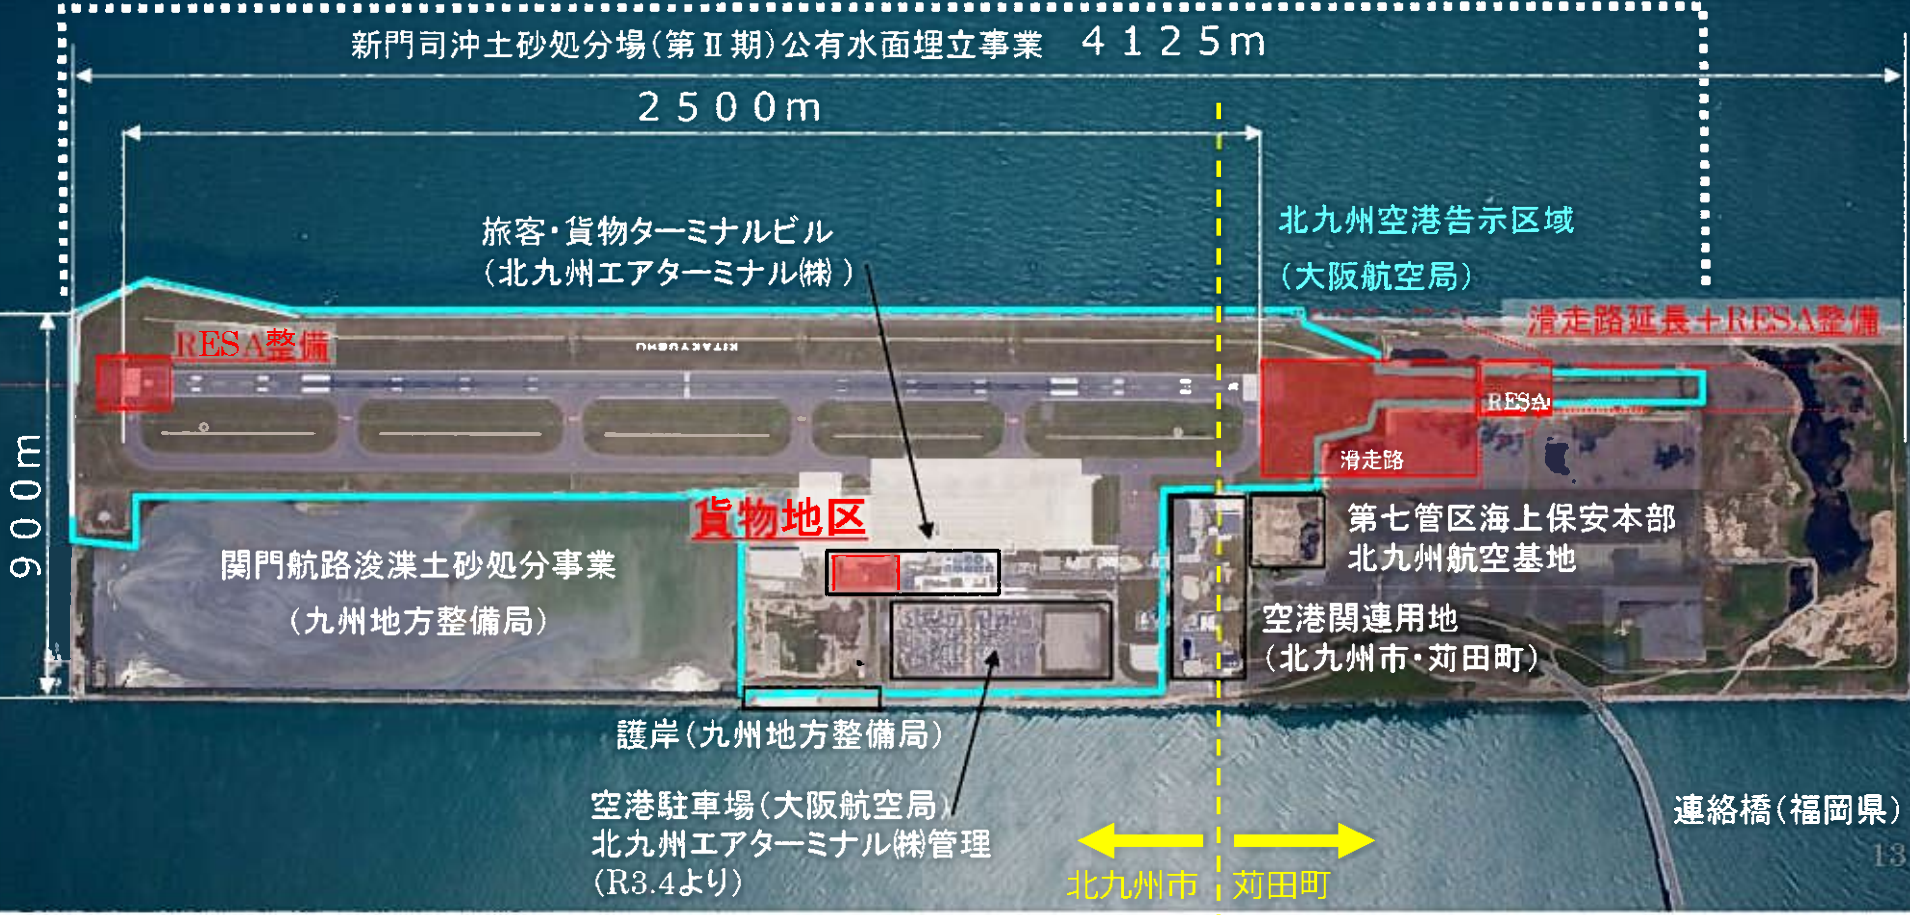 新門司沖土砂処分場(第Ⅱ期)公有水面埋立事業　４１２５m
２５００m
旅客・貨物ターミナルビル
(北九州エアターミナル㈱)
北九州空港告示区域
(大阪航空局)
RESA整備
KITAKYUSHU
滑走路延長＋RESA整備
RESA
滑走路
９００m
貨物地区
第七管区海上保安本部
北九州航空基地
関門航路浚渫土砂処分事業
(九州地方整備局)
空港関連用地
(北九州市・苅田町)
護岸(九州地方整備局)
空港駐車場(大阪航空局)
北九州エアターミナル㈱管理
(R3.4より)
連絡橋(福岡県)
北九州市
苅田町
13